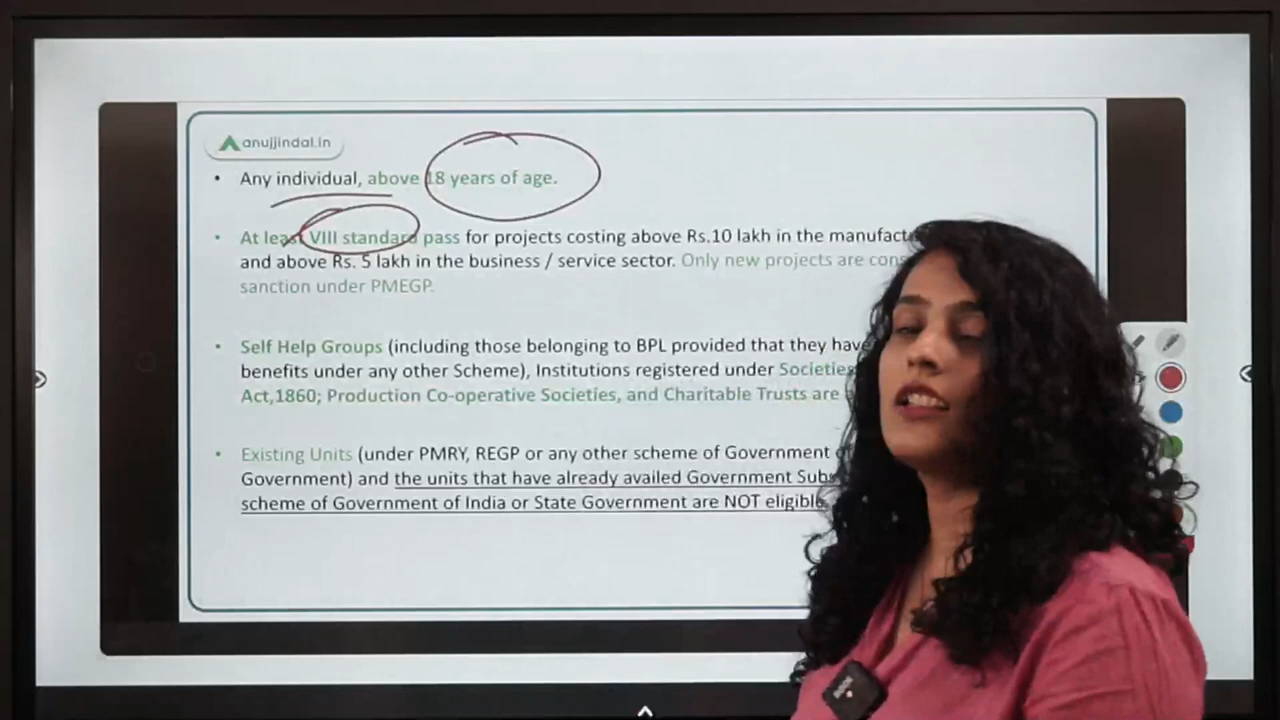 anujjindal.in
• Any individual, above 18 years of age.
• At least VIII standard pass for projects costing above Rs.10 lakh in the
and above Rs. 5 lakh in the business / service sector. Only new projects are
sanction under PMEGP.
• Self Help Groups (including those belonging to BPL provided that they have
benefits under any other Scheme), Institutions registered under Societies
Act,1860; Production Co-operative Societies, and Charitable Trusts are
• Existing Units (under PMRY, REGP or any other scheme of Government
Government) and the units that have already availed Government
scheme of Government of India or State Government are NOT eligible